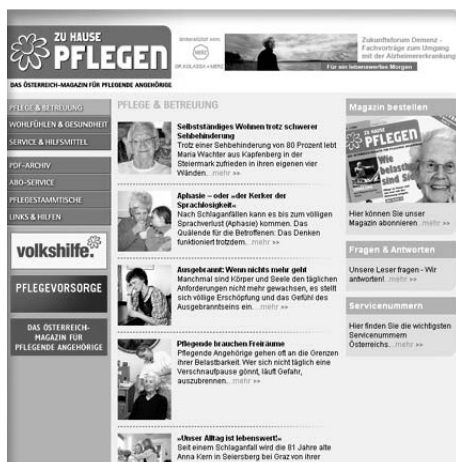 ZU HAUSE
PFLEGEN
DAS ÖSTERREICH-MAGAZIN FÜR PFLEGENDE ANGEHÖRIGE
unterstützt von:
MERZ
Zukunftsforum Demenz -
Fachvorträge zum Umgang
mit der Alzheimererkrankung
Für ein lebenswertes Morgen
PFLEGE & BETREUUNG
WOHLFÜHLEN & GESUNDHEIT
SERVICE & HILFSMITTEL
PDF-ARCHIV
ABO-SERVICE
PFLEGESTAMMTISCHE
LINKS & HILFEN
volkshilfe.
PFLEGEVORSORGE
DAS ÖSTERREICH-
MAGAZIN FÜR
PFLEGENDE ANGEHÖRIGE
PFLEGE & BETREUUNG
Selbstständiges Wohnen trotz schwerer
Sehbehinderung
Trotz einer Sehbehinderung von 80 Prozent lebt
Maria Wachter aus Kapfenberg in der
Steiermark zufrieden in ihren eigenen vier
Wänden...mehr »»
Aphasie – oder »der Kerker der
Sprachlosigkeit«
Nach Schlaganfällen kann es bis zum völligen
Sprachverlust (Aphasie) kommen. Das
Quälende für die Betroffenen: Das Denken
funktioniert trotzdem...mehr »»
Ausgebrannt: Wenn nichts mehr geht
Manchmal sind Körper und Seele den täglichen
Anforderungen nicht mehr gewachsen, es stellt
sich völlige Erschöpfung und das Gefühl des
Ausgebranntseins ein...mehr »»
Pflegende brauchen Freiräume
Pflegende Angehörige gehen oft an die Grenzen
ihrer Belastbarkeit. Wer sich nicht täglich eine
Verschnaufpause gönnt, läuft Gefahr,
auszubrennen...mehr »»
»Unser Alltag ist lebenswert!«
Seit einem Schlaganfall wird die 81 Jahre alte
Anna Kern in Seiersberg bei Graz von ihrer
Magazin bestellen
ZU HAUSE
PFLEGEN
Wie
belastbar
sind Sie
Hier können Sie unser
Magazin abonnieren...mehr »»
Fragen & Antworten
Unsere Leser fragen - Wir
antworten!...mehr »»
Servicenummern
Hier finden Sie die wichtigsten
Servicenummern
Österreichs...mehr »»